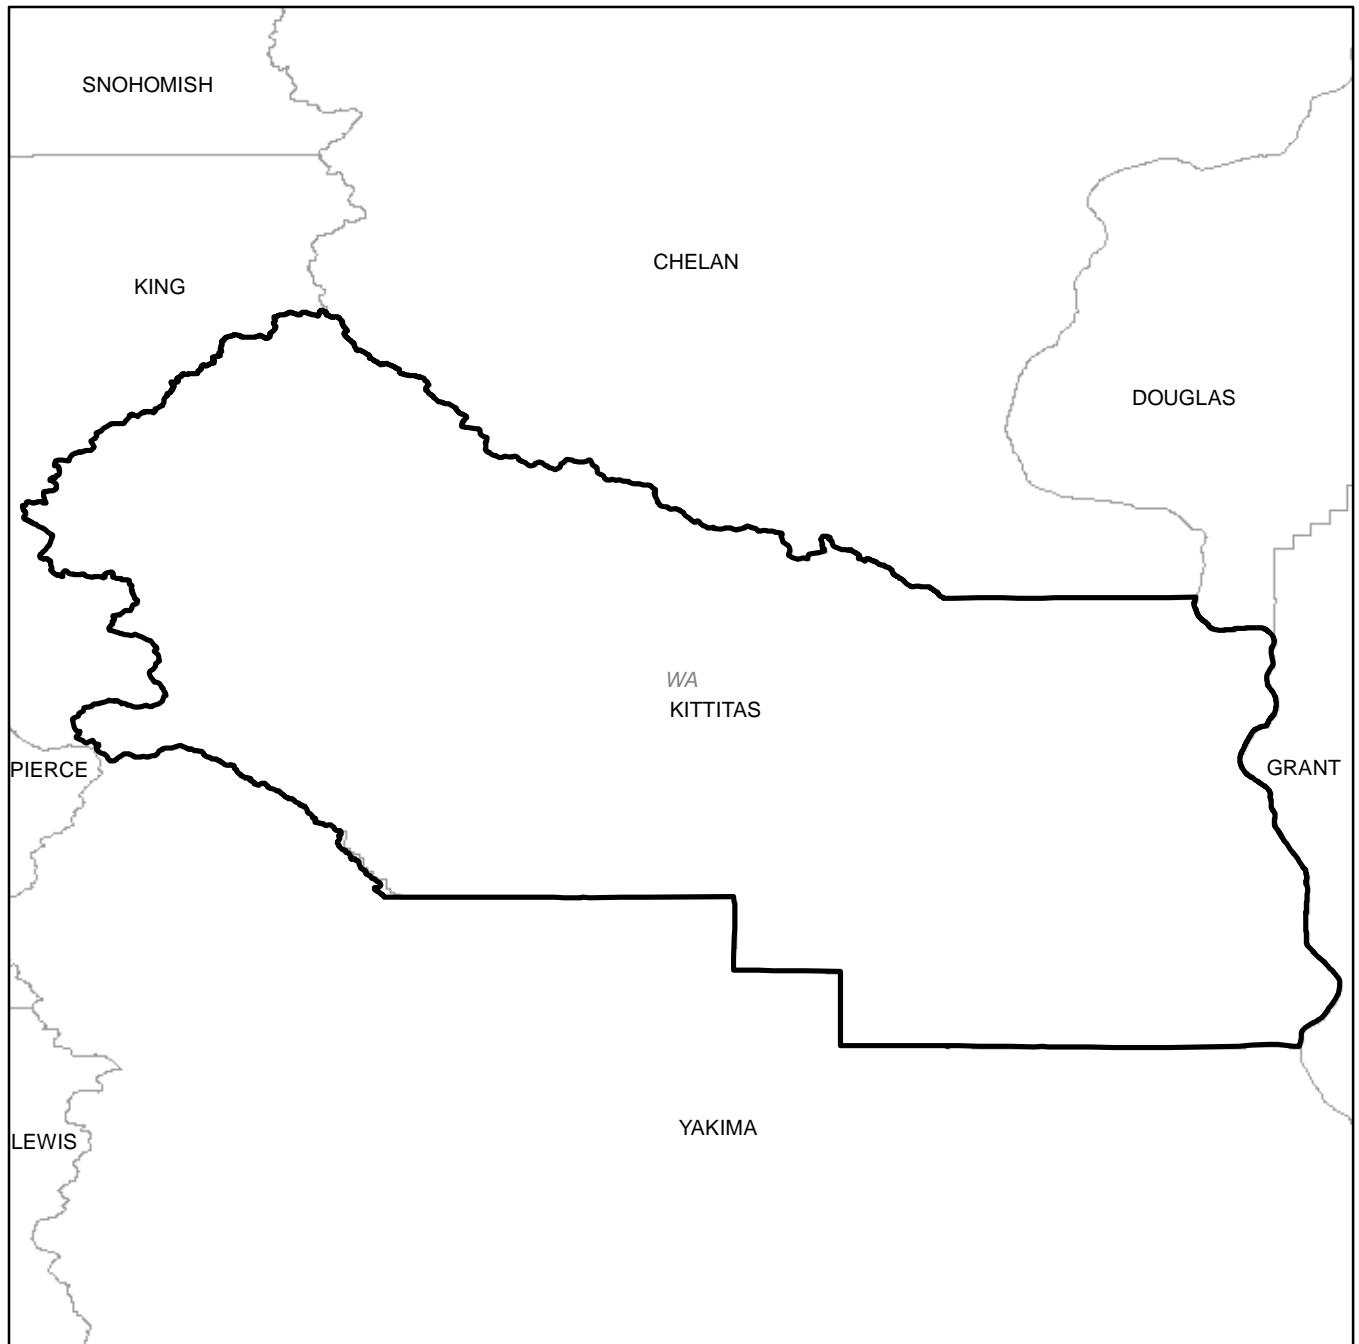 SNOHOMISH
CHELAN
KING
DOUGLAS
WA
KITTITAS
PIERCE
GRANT
YAKIMA
LEWIS